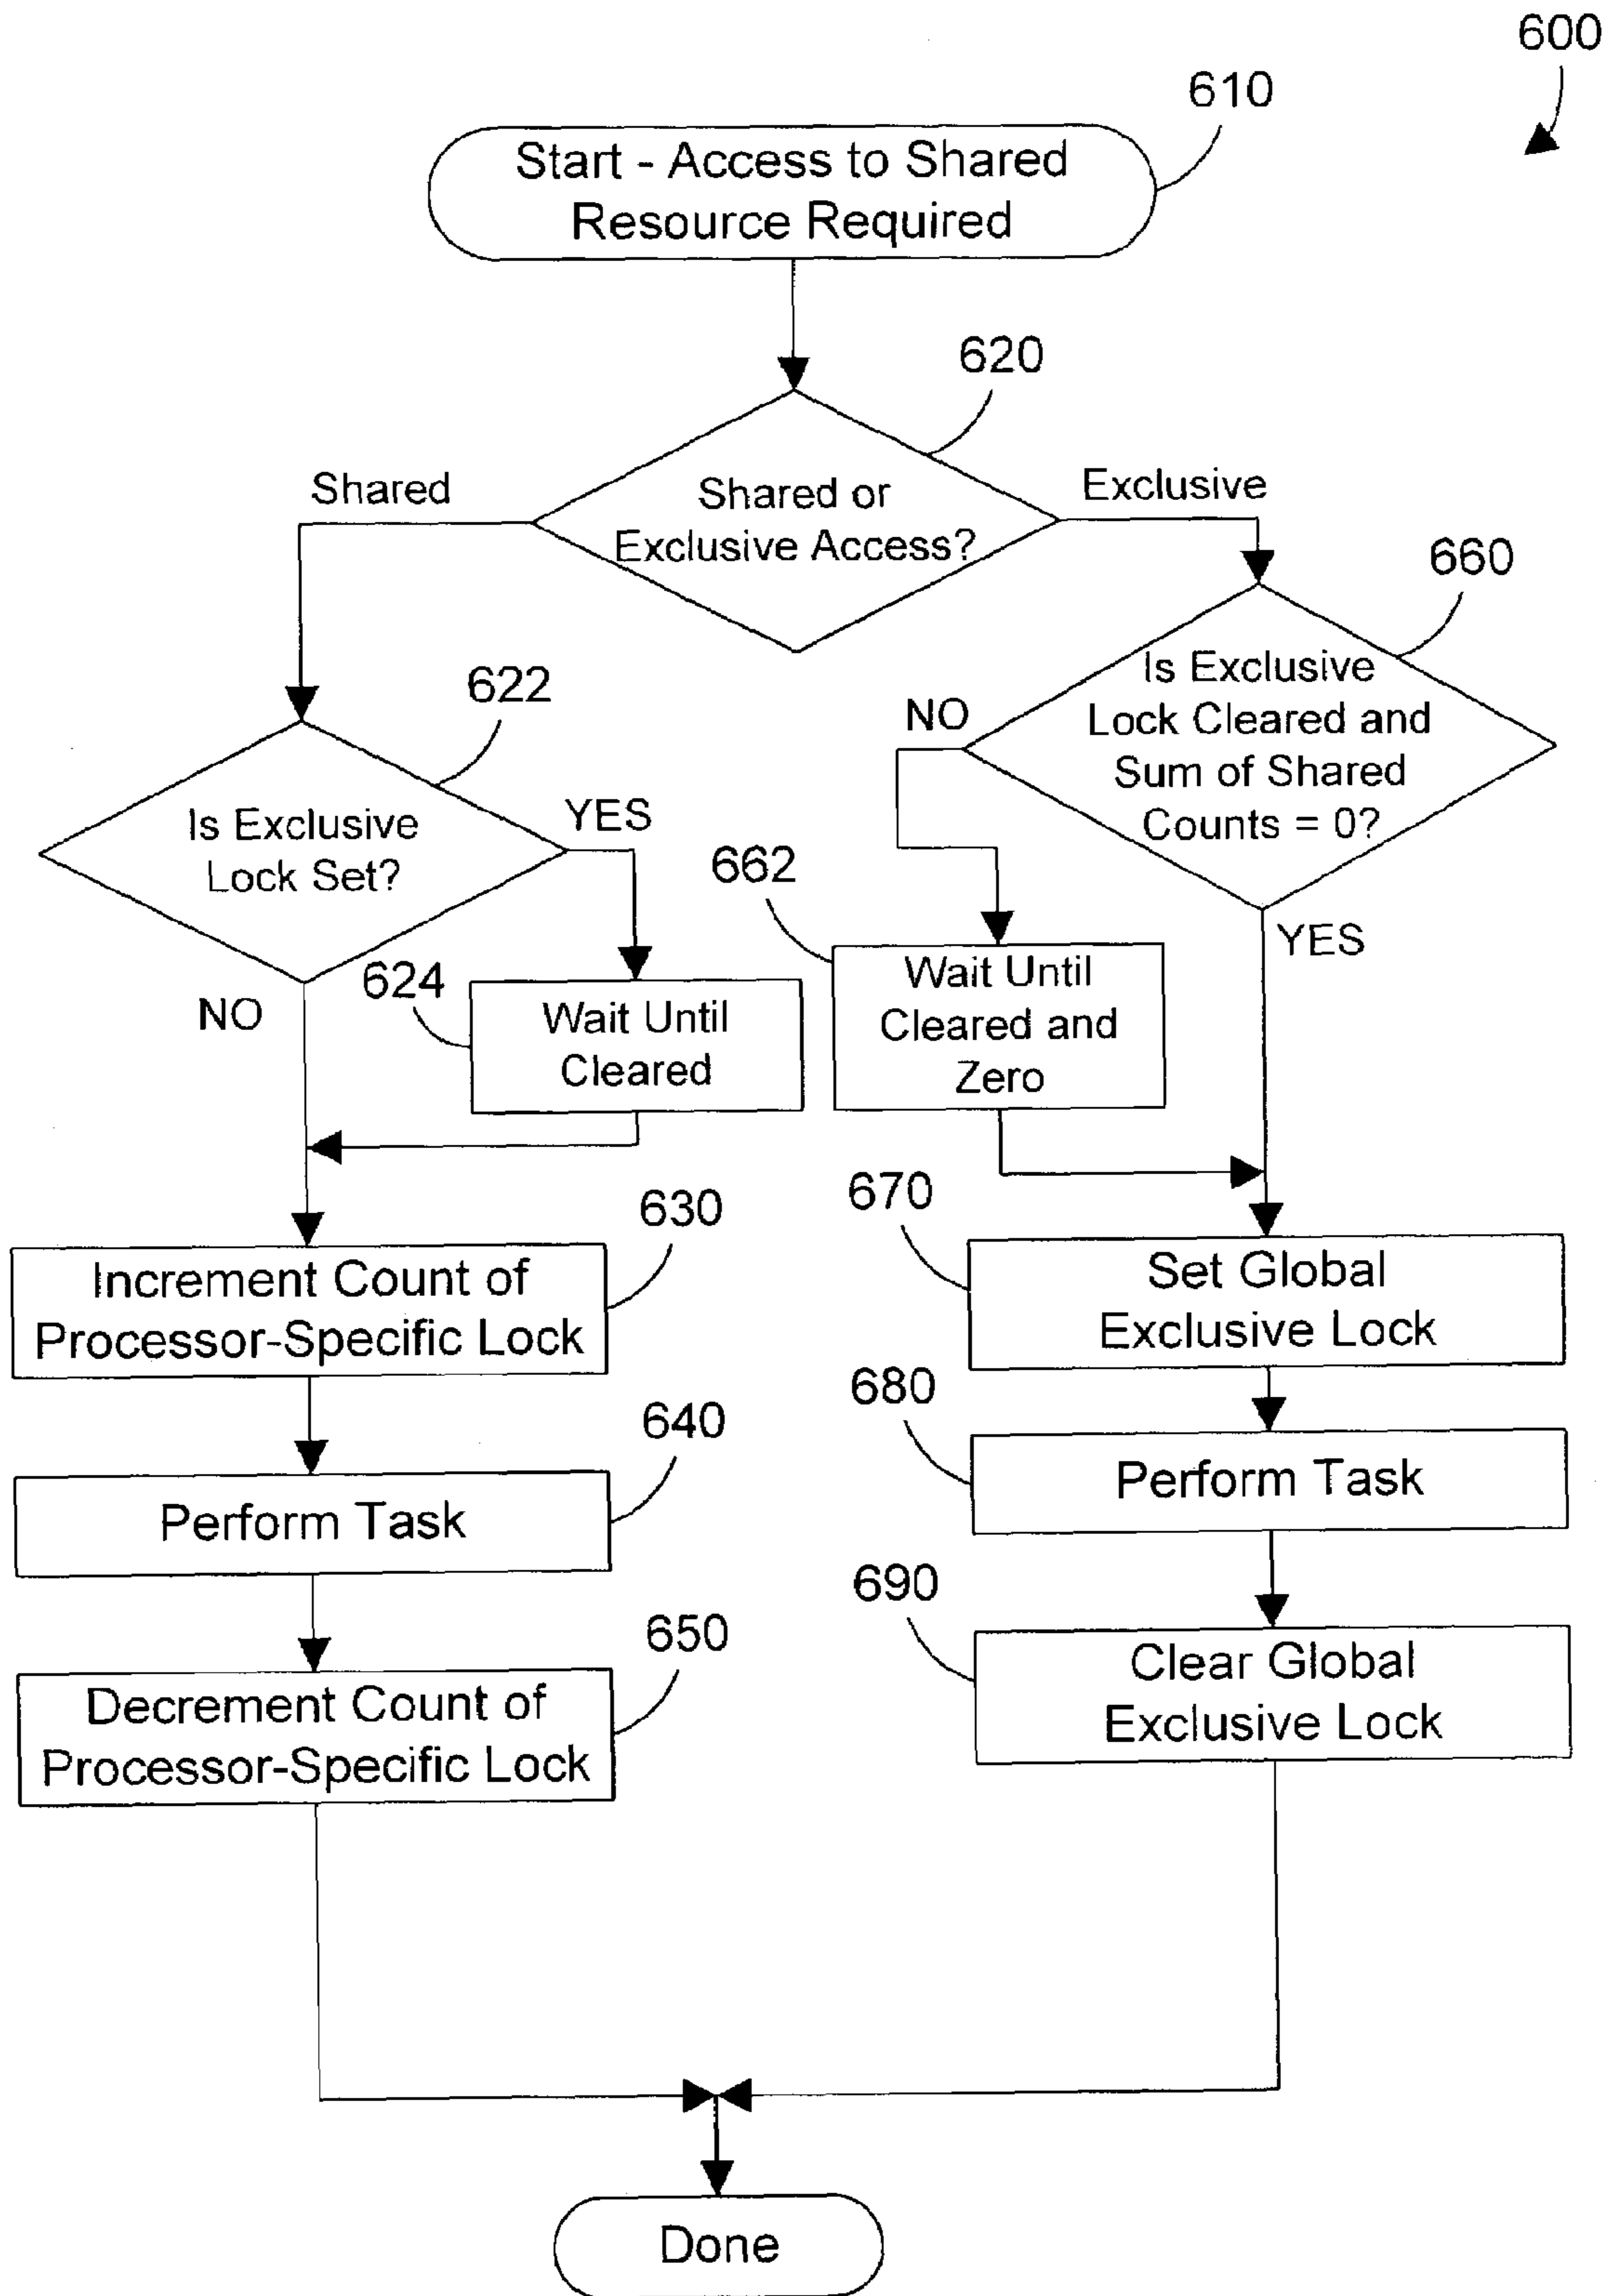 600
610
Start - Access to Shared
Resource Required
620
Shared
Shared or
Exclusive Access?
Exclusive
660
Is Exclusive
Lock Cleared and
Sum of Shared
Counts = 0?
NO
YES
622
Is Exclusive
Lock Set?
YES
NO
624
Wait Until
Cleared
662
Wait Until
Cleared and
Zero
630
Increment Count of
Processor-Specific Lock
670
Set Global
Exclusive Lock
640
Perform Task
680
Perform Task
650
Decrement Count of
Processor-Specific Lock
690
Clear Global
Exclusive Lock
Done